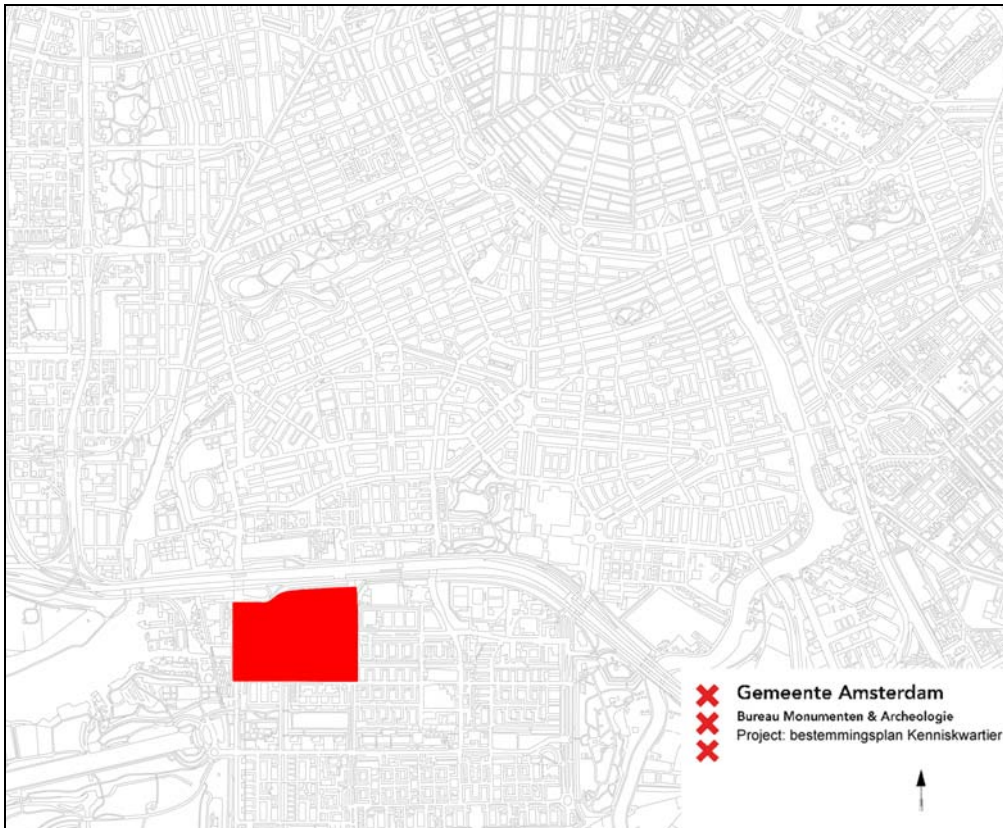 Gemeente Amsterdam
Bureau Monumenten & Archeologie
Project: bestemmingsplan Kenniskwartier